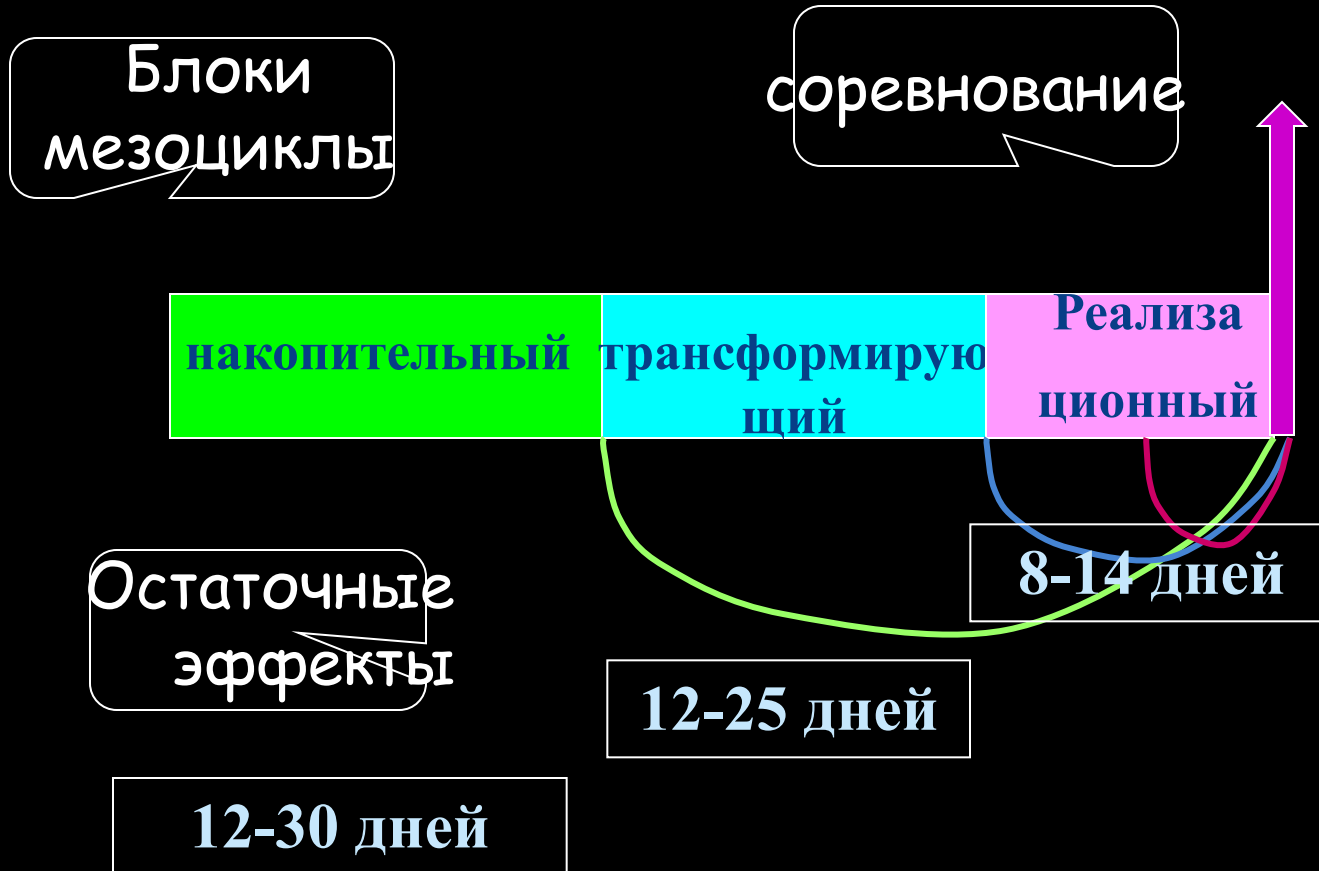 Блоки
мезоциклы
соревнование
накопительный
трансформирую
щий
Реализа
ционный
Остаточные
эффекты
8-14 дней
12-25 дней
12-30 дней